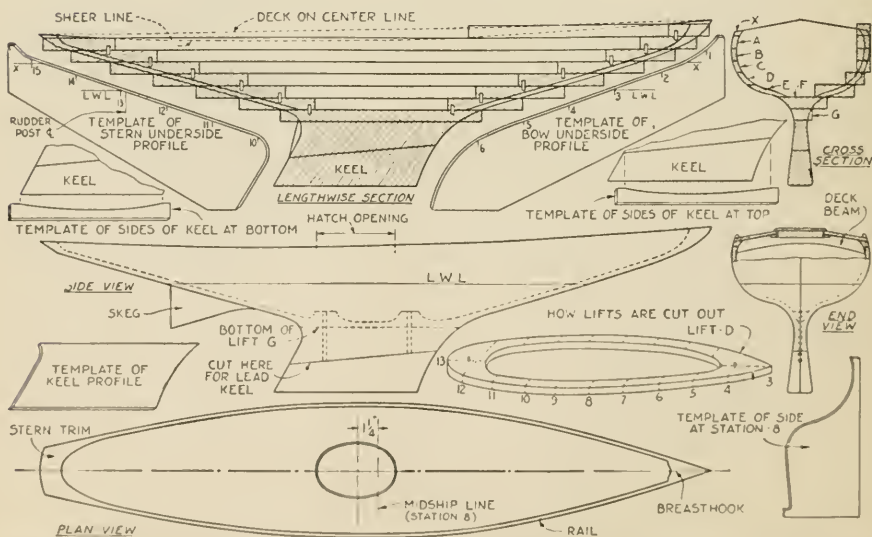 SHEER LINE
DECK ON CENTER LINE
X
A
B
C
D
E
F
G
X
15
14
L.W.L.
13
12'
11'
10'
RUDDER POST ℄
TEMPLATE OF STERN UNDERSIDE PROFILE
1
X
2
L.W.L.
3
4
5
6
TEMPLATE OF BOW UNDERSIDE PROFILE
KEEL
KEEL
LENGTHWISE SECTION
KEEL
CROSS SECTION
TEMPLATE OF SIDES OF KEEL AT BOTTOM
HATCH OPENING
TEMPLATE OF SIDES OF KEEL AT TOP
DECK BEAM
L.W.L.
SIDE VIEW
SKEG
BOTTOM OF LIFT G
HOW LIFTS ARE CUT OUT
LIFT-D
END VIEW
CUT HERE FOR LEAD KEEL
13
12
11
10
9
8
7
6
5
4
3
TEMPLATE OF KEEL PROFILE
TEMPLATE OF SIDE AT STATION-8
STERN TRIM
1 1/4"
MIDSHIP LINE (STATION 8)
BREASTHOOK
RAIL
PLAN VIEW